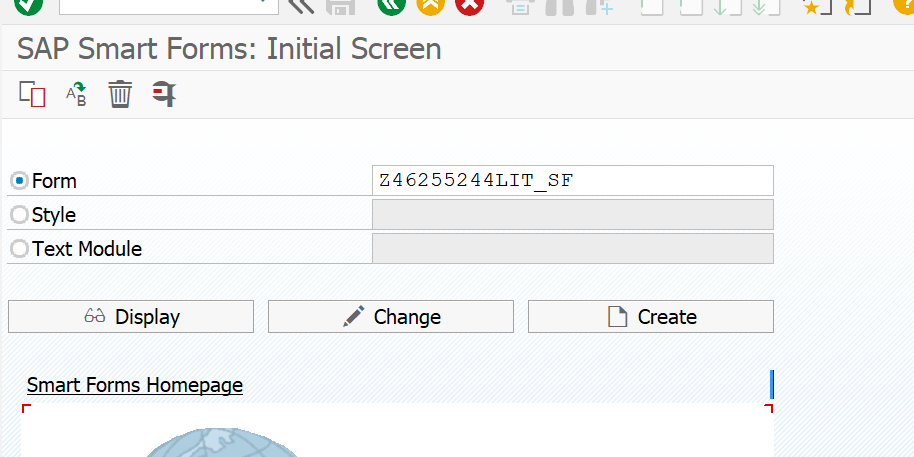 SAP Smart Forms: Initial Screen
A B
Form Z46255244LIT_SF
Style
Text Module
Display Change Create
Smart Forms Homepage